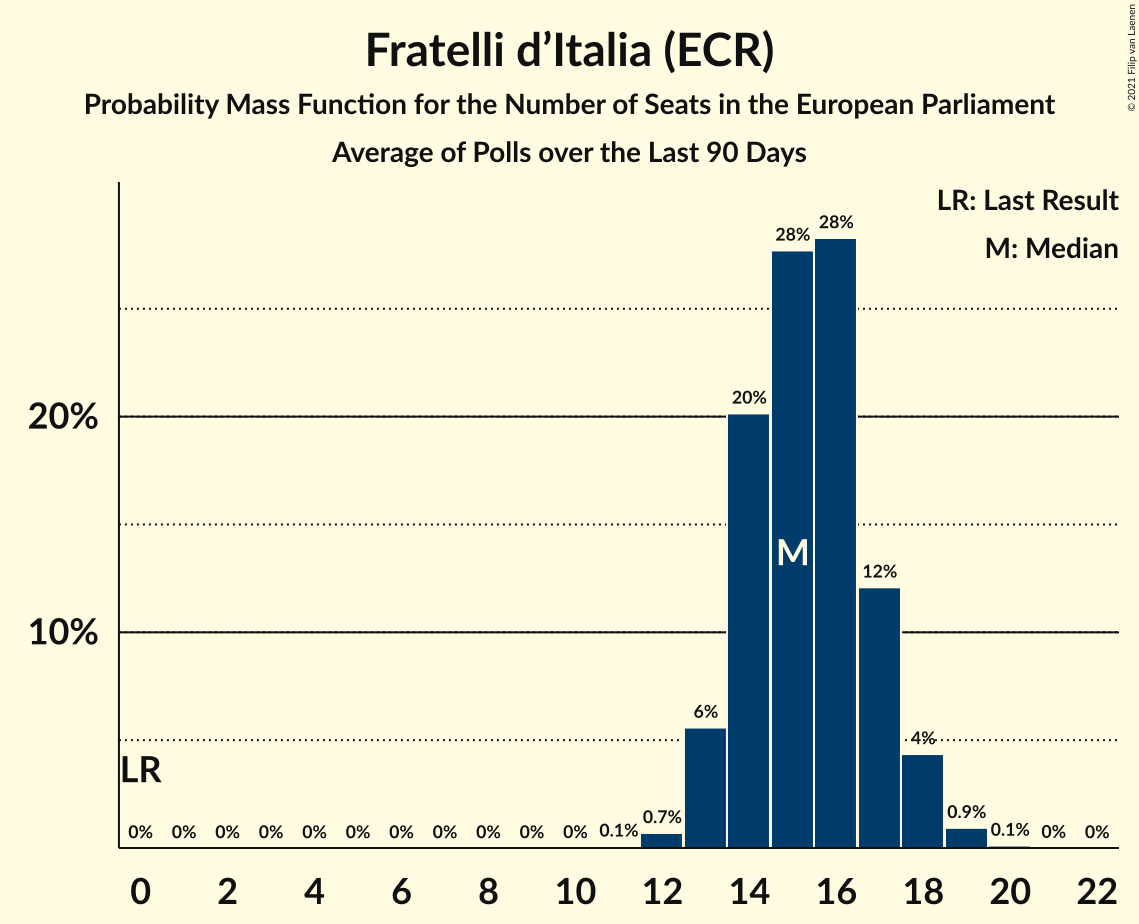 Fratelli d’Italia (ECR)
Probability Mass Function for the Number of Seats in the European Parliament
Average of Polls over the Last 90 Days
© 2021 Filip van Laenen
LR: Last Result
M: Median
28%
28%
20%
20%
M
12%
10%
6%
4%
LR
0% 0% 0% 0% 0% 0% 0% 0% 0% 0% 0% 0.1% 0.7% 0.9% 0.1% 0% 0%
0 2 4 6 8 10 12 14 16 18 20 22